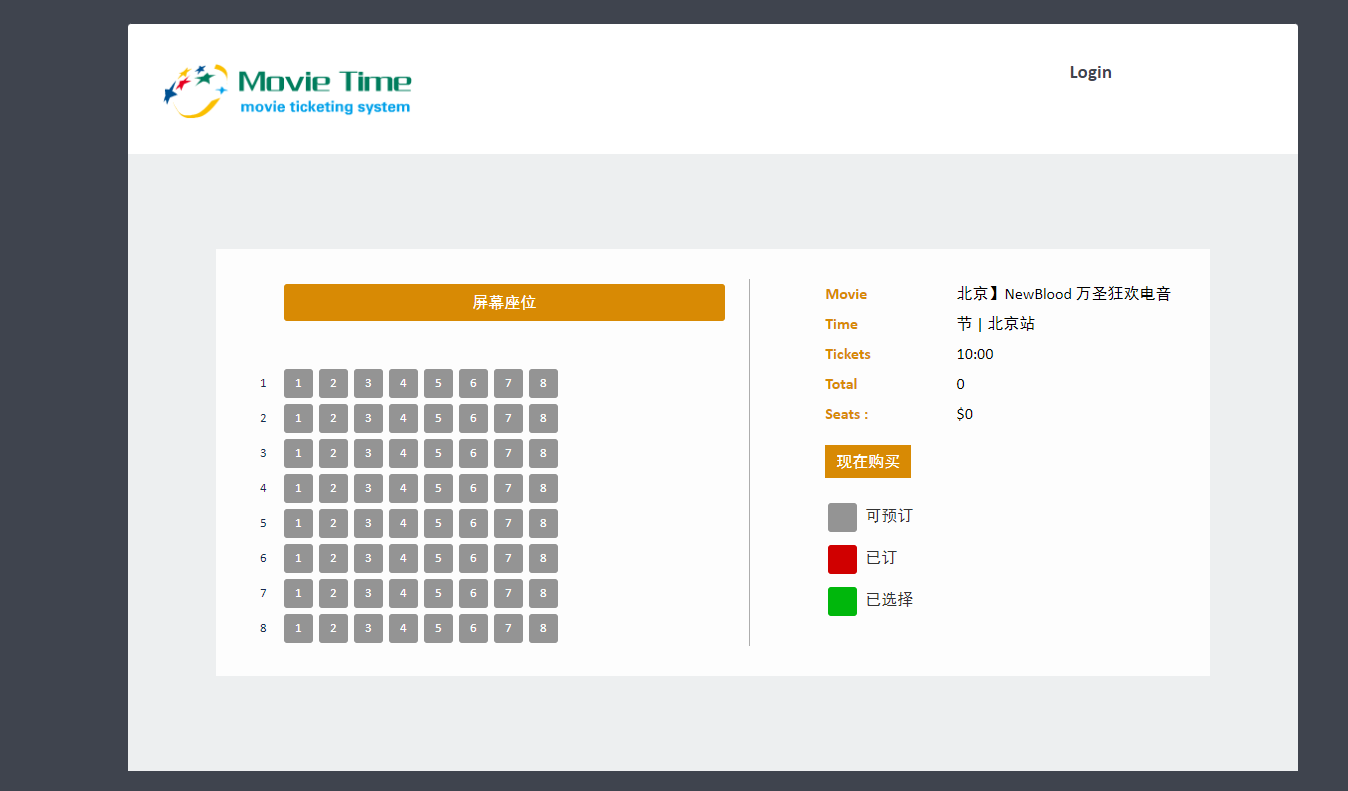 Movie Time
movie ticketing system
Login
屏幕座位
1 1 2 3 4 5 6 7 8
2 1 2 3 4 5 6 7 8
3 1 2 3 4 5 6 7 8
4 1 2 3 4 5 6 7 8
5 1 2 3 4 5 6 7 8
6 1 2 3 4 5 6 7 8
7 1 2 3 4 5 6 7 8
8 1 2 3 4 5 6 7 8
Movie 北京】NewBlood 万圣狂欢电音
Time 节 | 北京站
Tickets 10:00
Total 0
Seats : $0
现在购买
可预订
已订
已选择